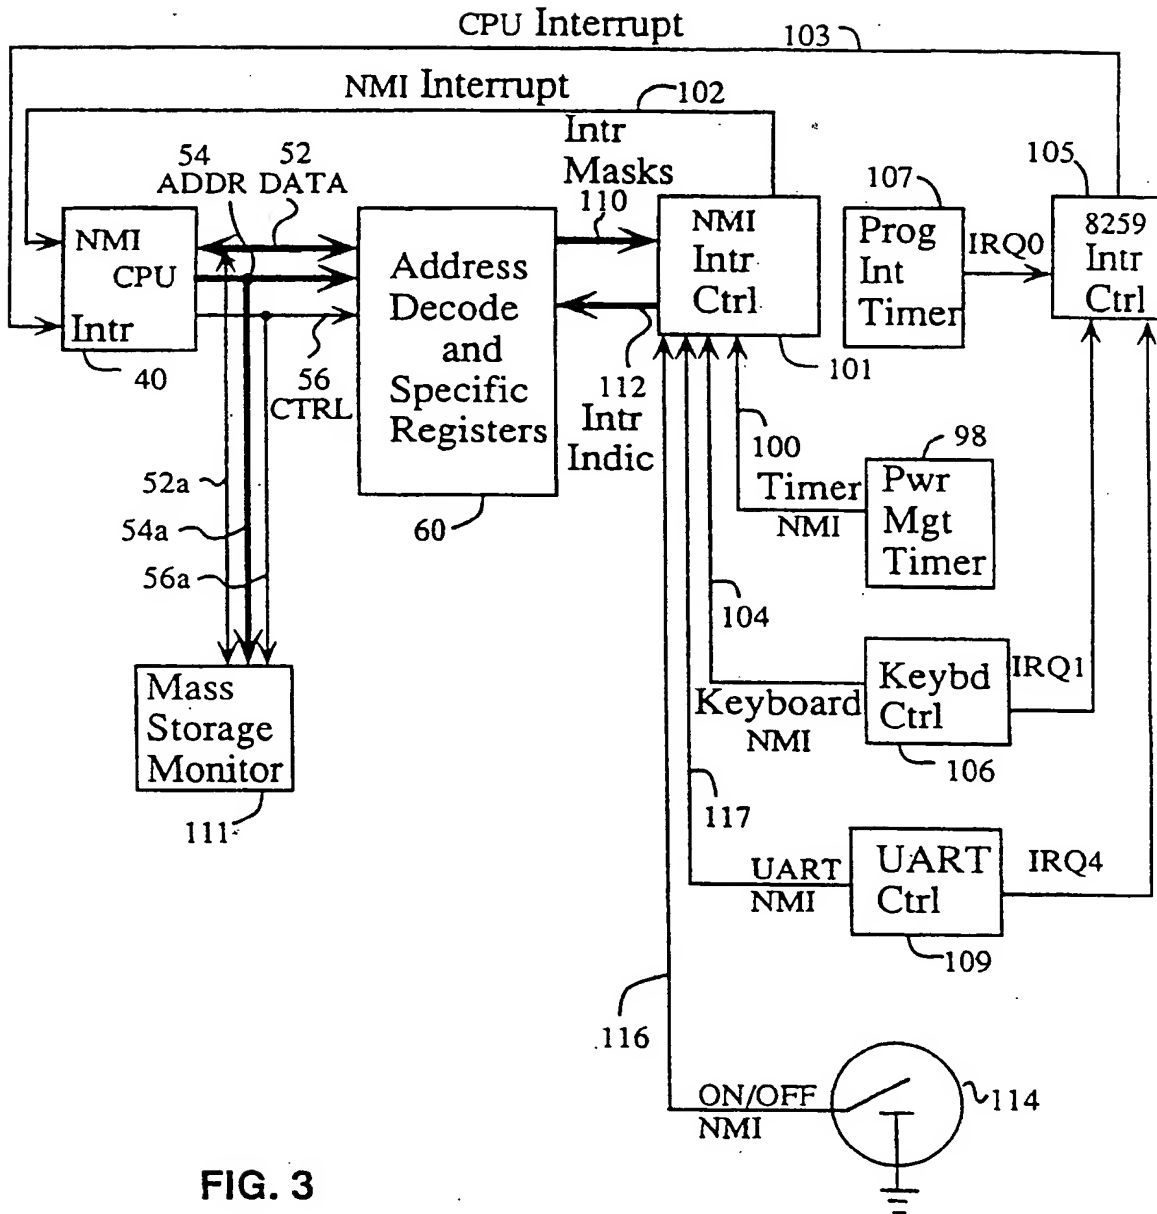 CPU Interrupt
103
NMI Interrupt
102
Intr
Masks
110
54
ADDR
52
DATA
NMI
CPU
Intr
40
Address
Decode
and
Specific
Registers
60
56
CTRL
NMI
Intr
Ctrl
101
112
Intr
Indic
107
Prog
Int
Timer
IRQ0
105
8259
Intr
Ctrl
52a
54a
56a
Mass
Storage
Monitor
111
100
Timer
NMI
98
Pwr
Mgt
Timer
104
Keyboard
NMI
Keybd
Ctrl
106
IRQ1
117
UART
NMI
UART
Ctrl
109
IRQ4
116
ON/OFF
NMI
114
FIG. 3